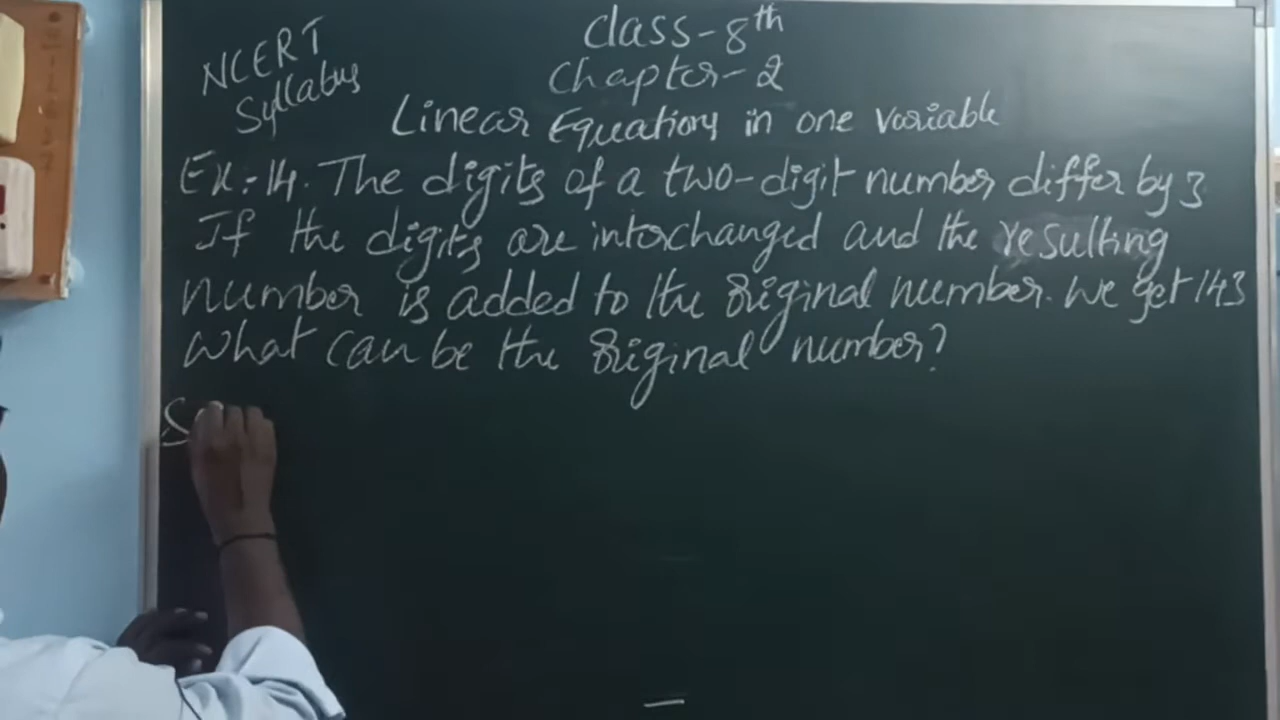 NCERT
Syllabus
Class-8th
Chapter-2
Linear Equations in one variable
Ex:-14. The digits of a two-digit number differ by 3
If the digits are interchanged and the resulting
number is added to the original number. we get 143
What can be the original number?
S